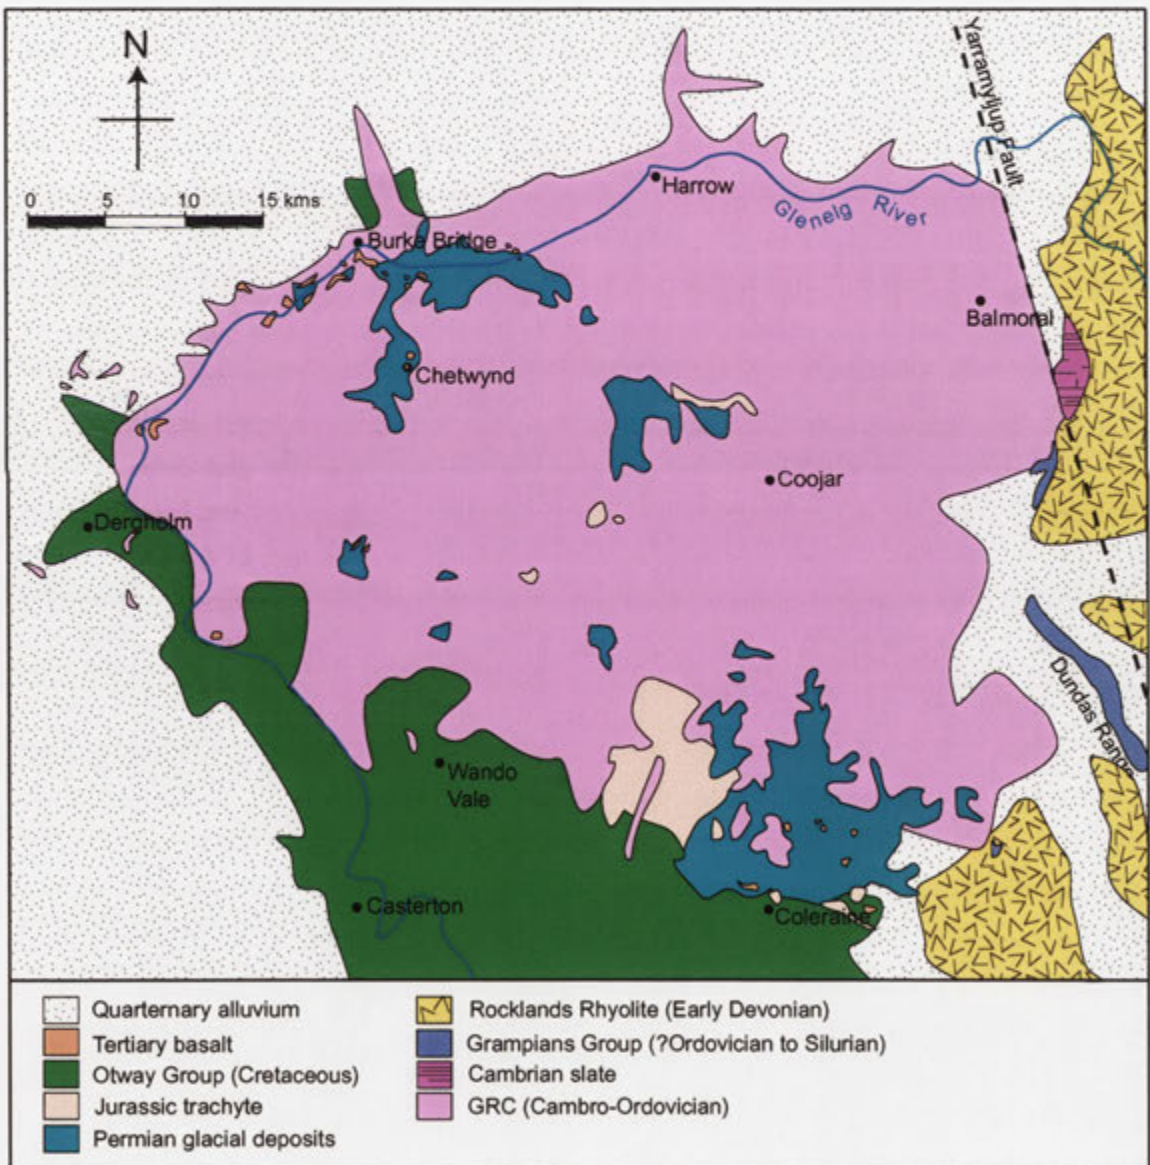 N
0 5 10 15 kms
Yarramyljup Fault
Harrow
Glenelg River
Burke Bridge
Balmoral
Chetwynd
Coojar
Dergholm
Dundas Range
Wando
Vale
Casterton
Coleraine
Quarternary alluvium
Tertiary basalt
Otway Group (Cretaceous)
Jurassic trachyte
Permian glacial deposits
Rocklands Rhyolite (Early Devonian)
Grampians Group (?Ordovician to Silurian)
Cambrian slate
GRC (Cambro-Ordovician)